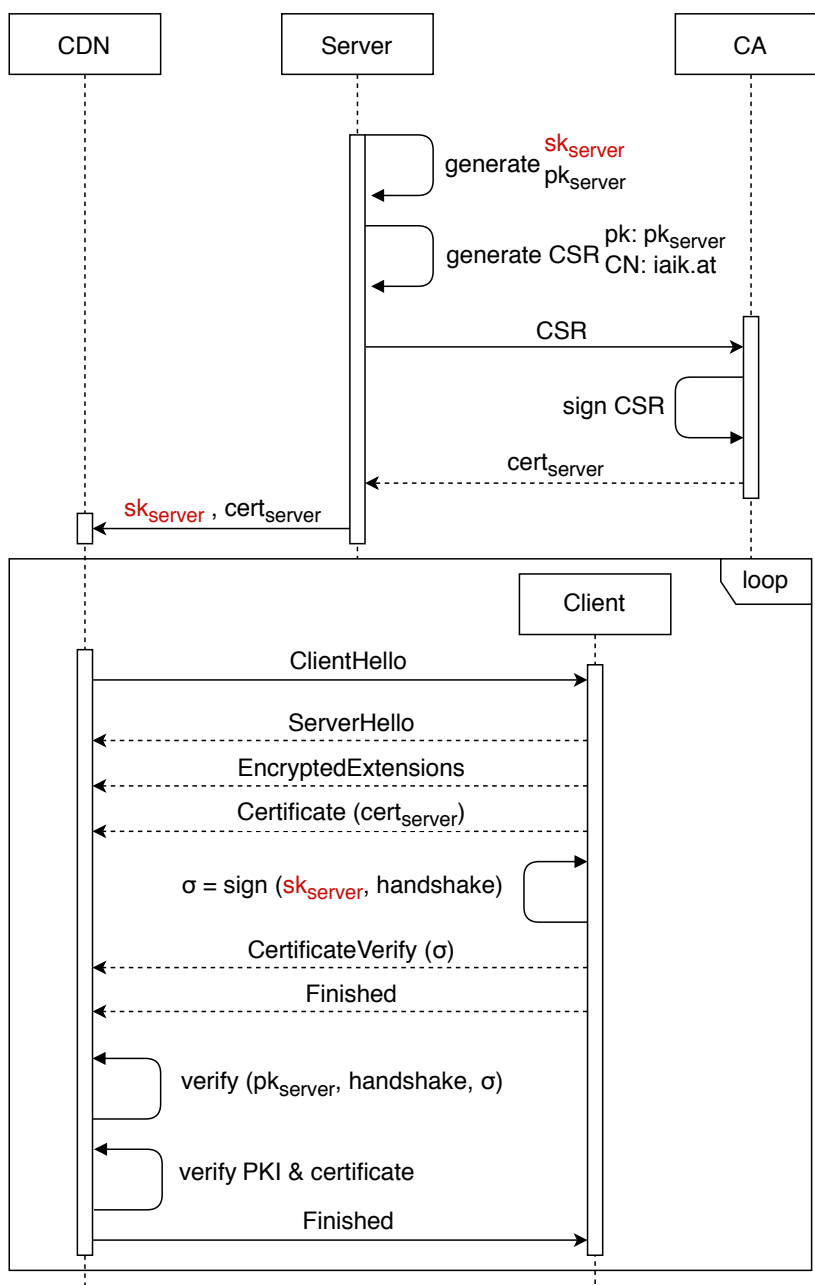 CDN
Server
CA
generate
sk_server
pk_server
generate CSR
pk: pk_server
CN: iaik.at
CSR
sign CSR
cert_server
sk_server , cert_server
loop
Client
ClientHello
ServerHello
EncryptedExtensions
Certificate (cert_server)
σ = sign (sk_server, handshake)
CertificateVerify (σ)
Finished
verify (pk_server, handshake, σ)
verify PKI & certificate
Finished